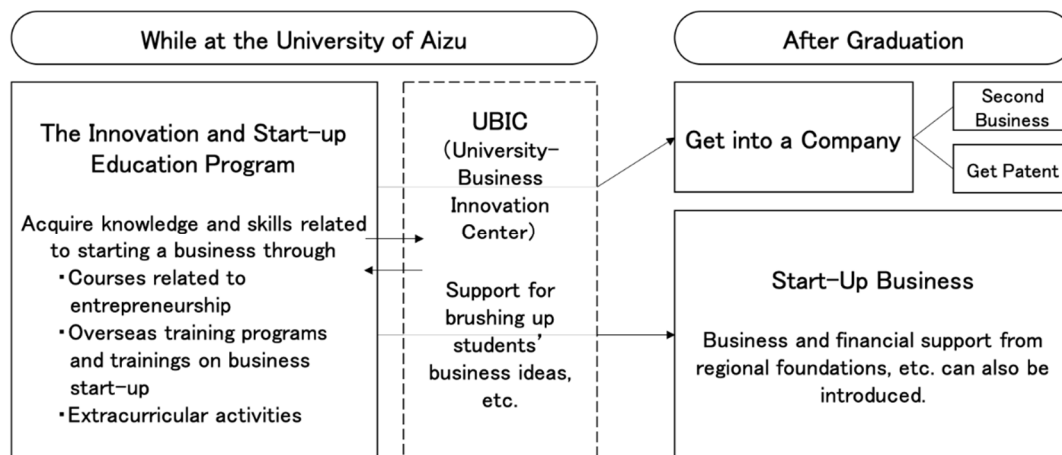 While at the University of Aizu
After Graduation
The Innovation and Start-up
Education Program
Acquire knowledge and skills related
to starting a business through
・Courses related to
entrepreneurship
・Overseas training programs
and trainings on business
start-up
・Extracurricular activities
UBIC
(University-
Business
Innovation
Center)
Support for
brushing up
students'
business ideas,
etc.
Get into a Company
Second
Business
Get Patent
Start-Up Business
Business and financial support from
regional foundations, etc. can also be
introduced.